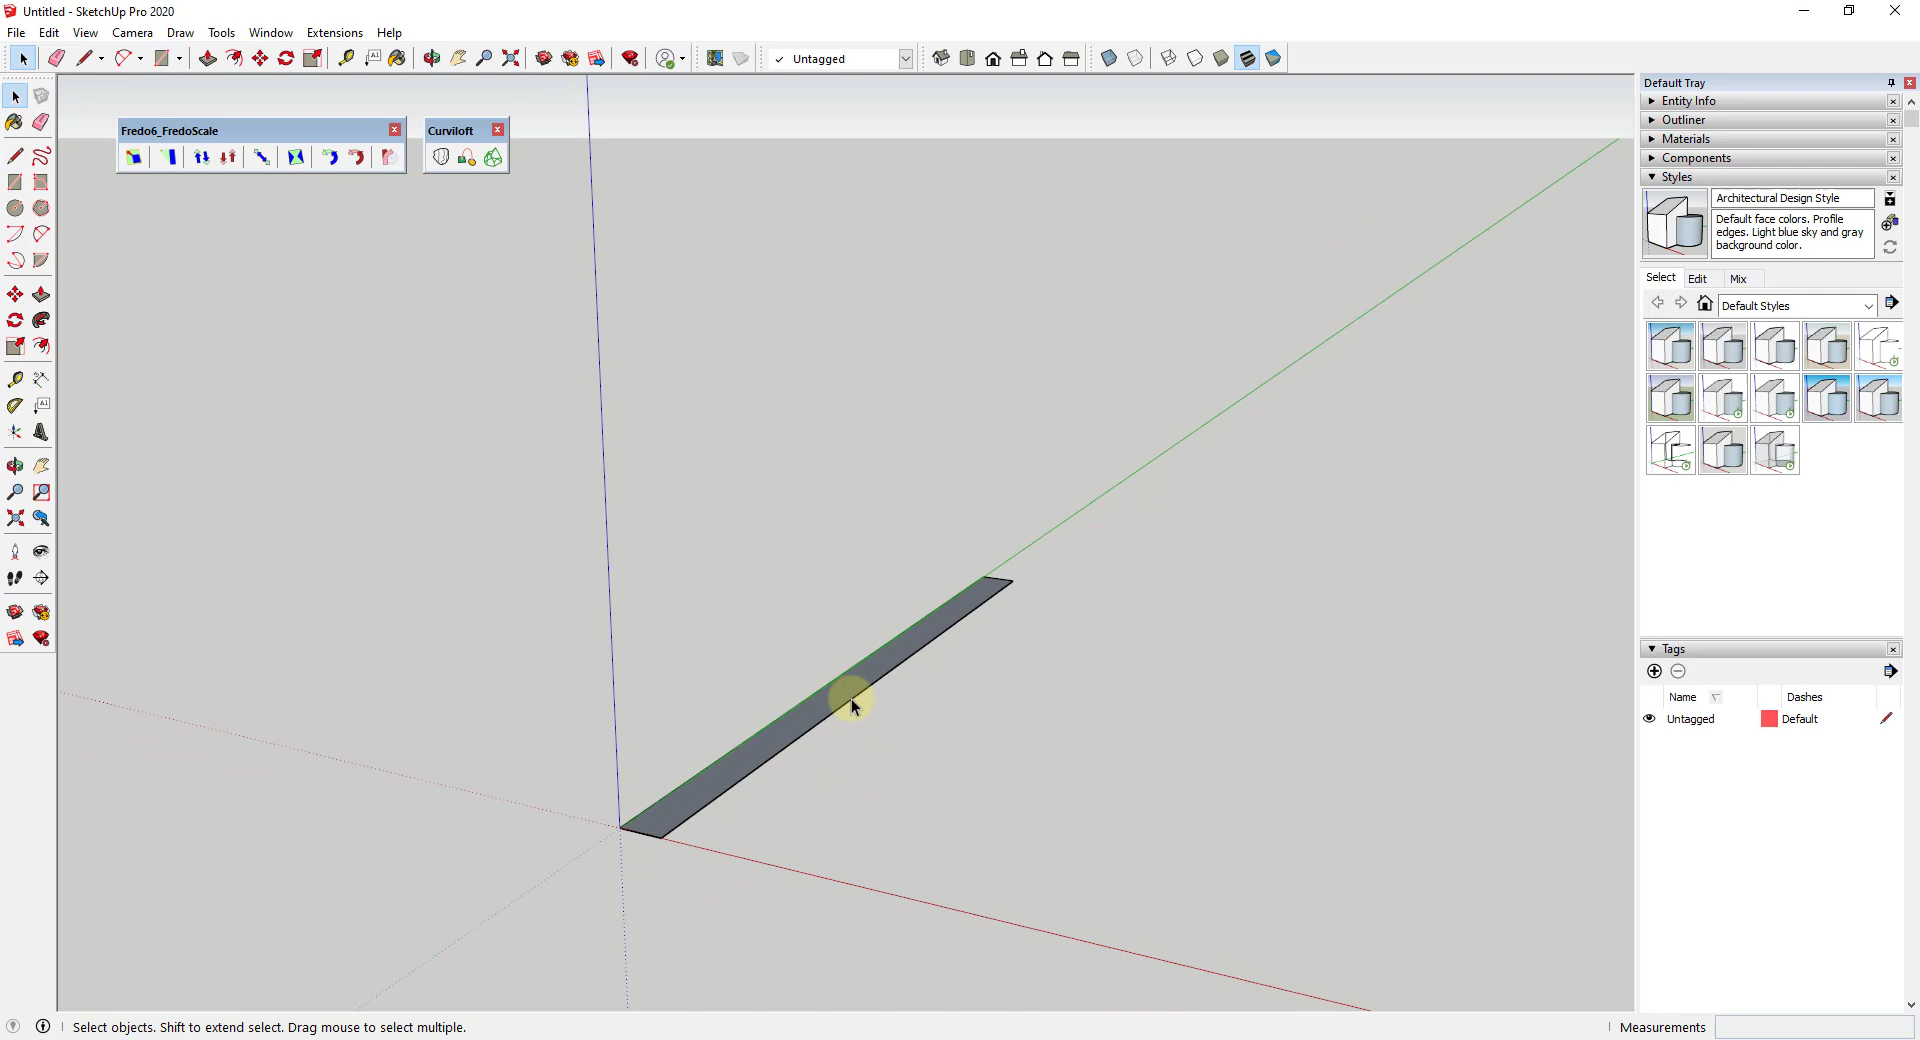 Untitled - SketchUp Pro 2020
File Edit View Camera Draw Tools Window Extensions Help
A1
✓ Untagged
Fredo6_FredoScale
Curviloft
A1
Default Tray
Entity Info
Outliner
Materials
Components
Styles
Architectural Design Style
Default face colors. Profile
edges. Light blue sky and gray
background color.
Select Edit Mix
Default Styles
Tags
Name Dashes
Untagged Default
Select objects. Shift to extend select. Drag mouse to select multiple.
Measurements